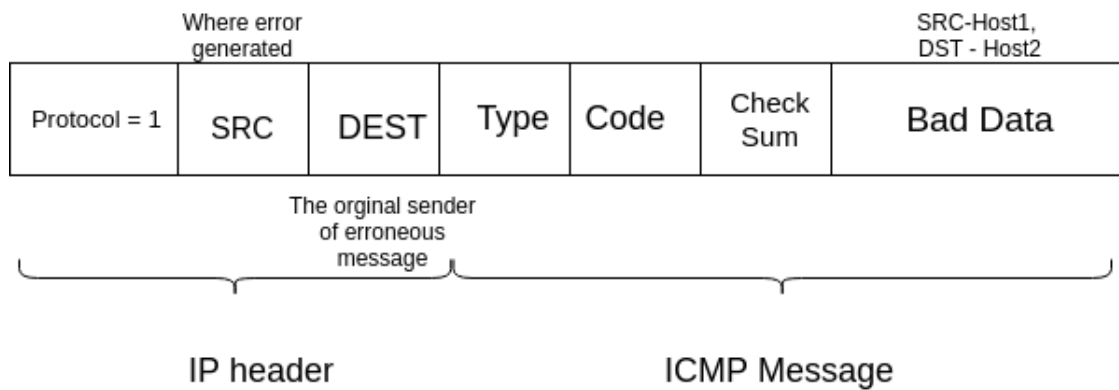 Where error
generated
SRC-Host1,
DST - Host2
Protocol = 1
SRC
DEST
Type
Code
Check
Sum
Bad Data
The orginal sender
of erroneous
message
IP header
ICMP Message